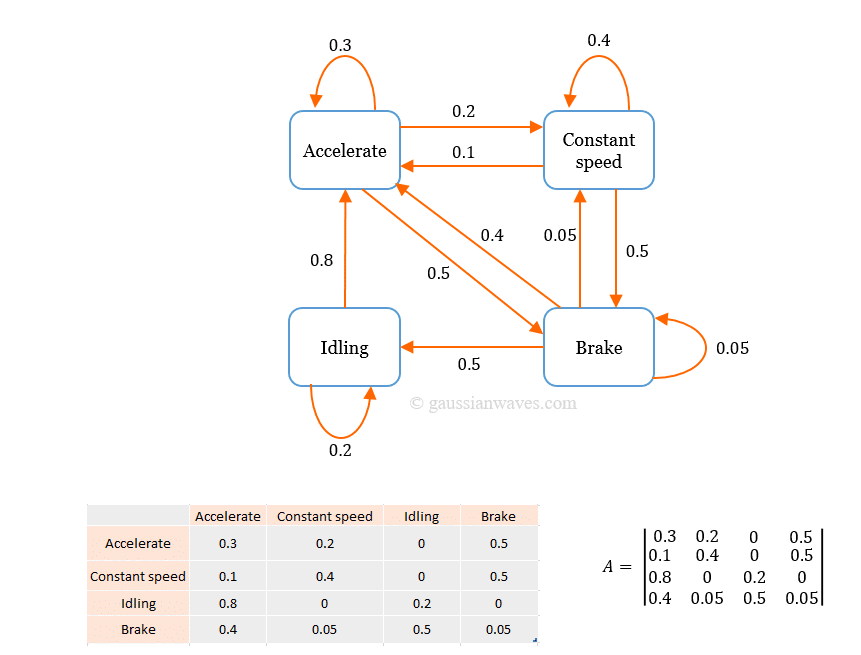 0.3
0.4
0.2
Accelerate
Constant
speed
0.1
0.4
0.05
0.5
0.8
0.5
Idling
Brake
0.05
0.5
© gaussianwaves.com
0.2
Accelerate Constant speed Idling Brake
Accelerate 0.3 0.2 0 0.5
Constant speed 0.1 0.4 0 0.5
Idling 0.8 0 0.2 0
Brake 0.4 0.05 0.5 0.05
A =
0.3 0.2 0 0.5
0.1 0.4 0 0.5
0.8 0 0.2 0
0.4 0.05 0.5 0.05